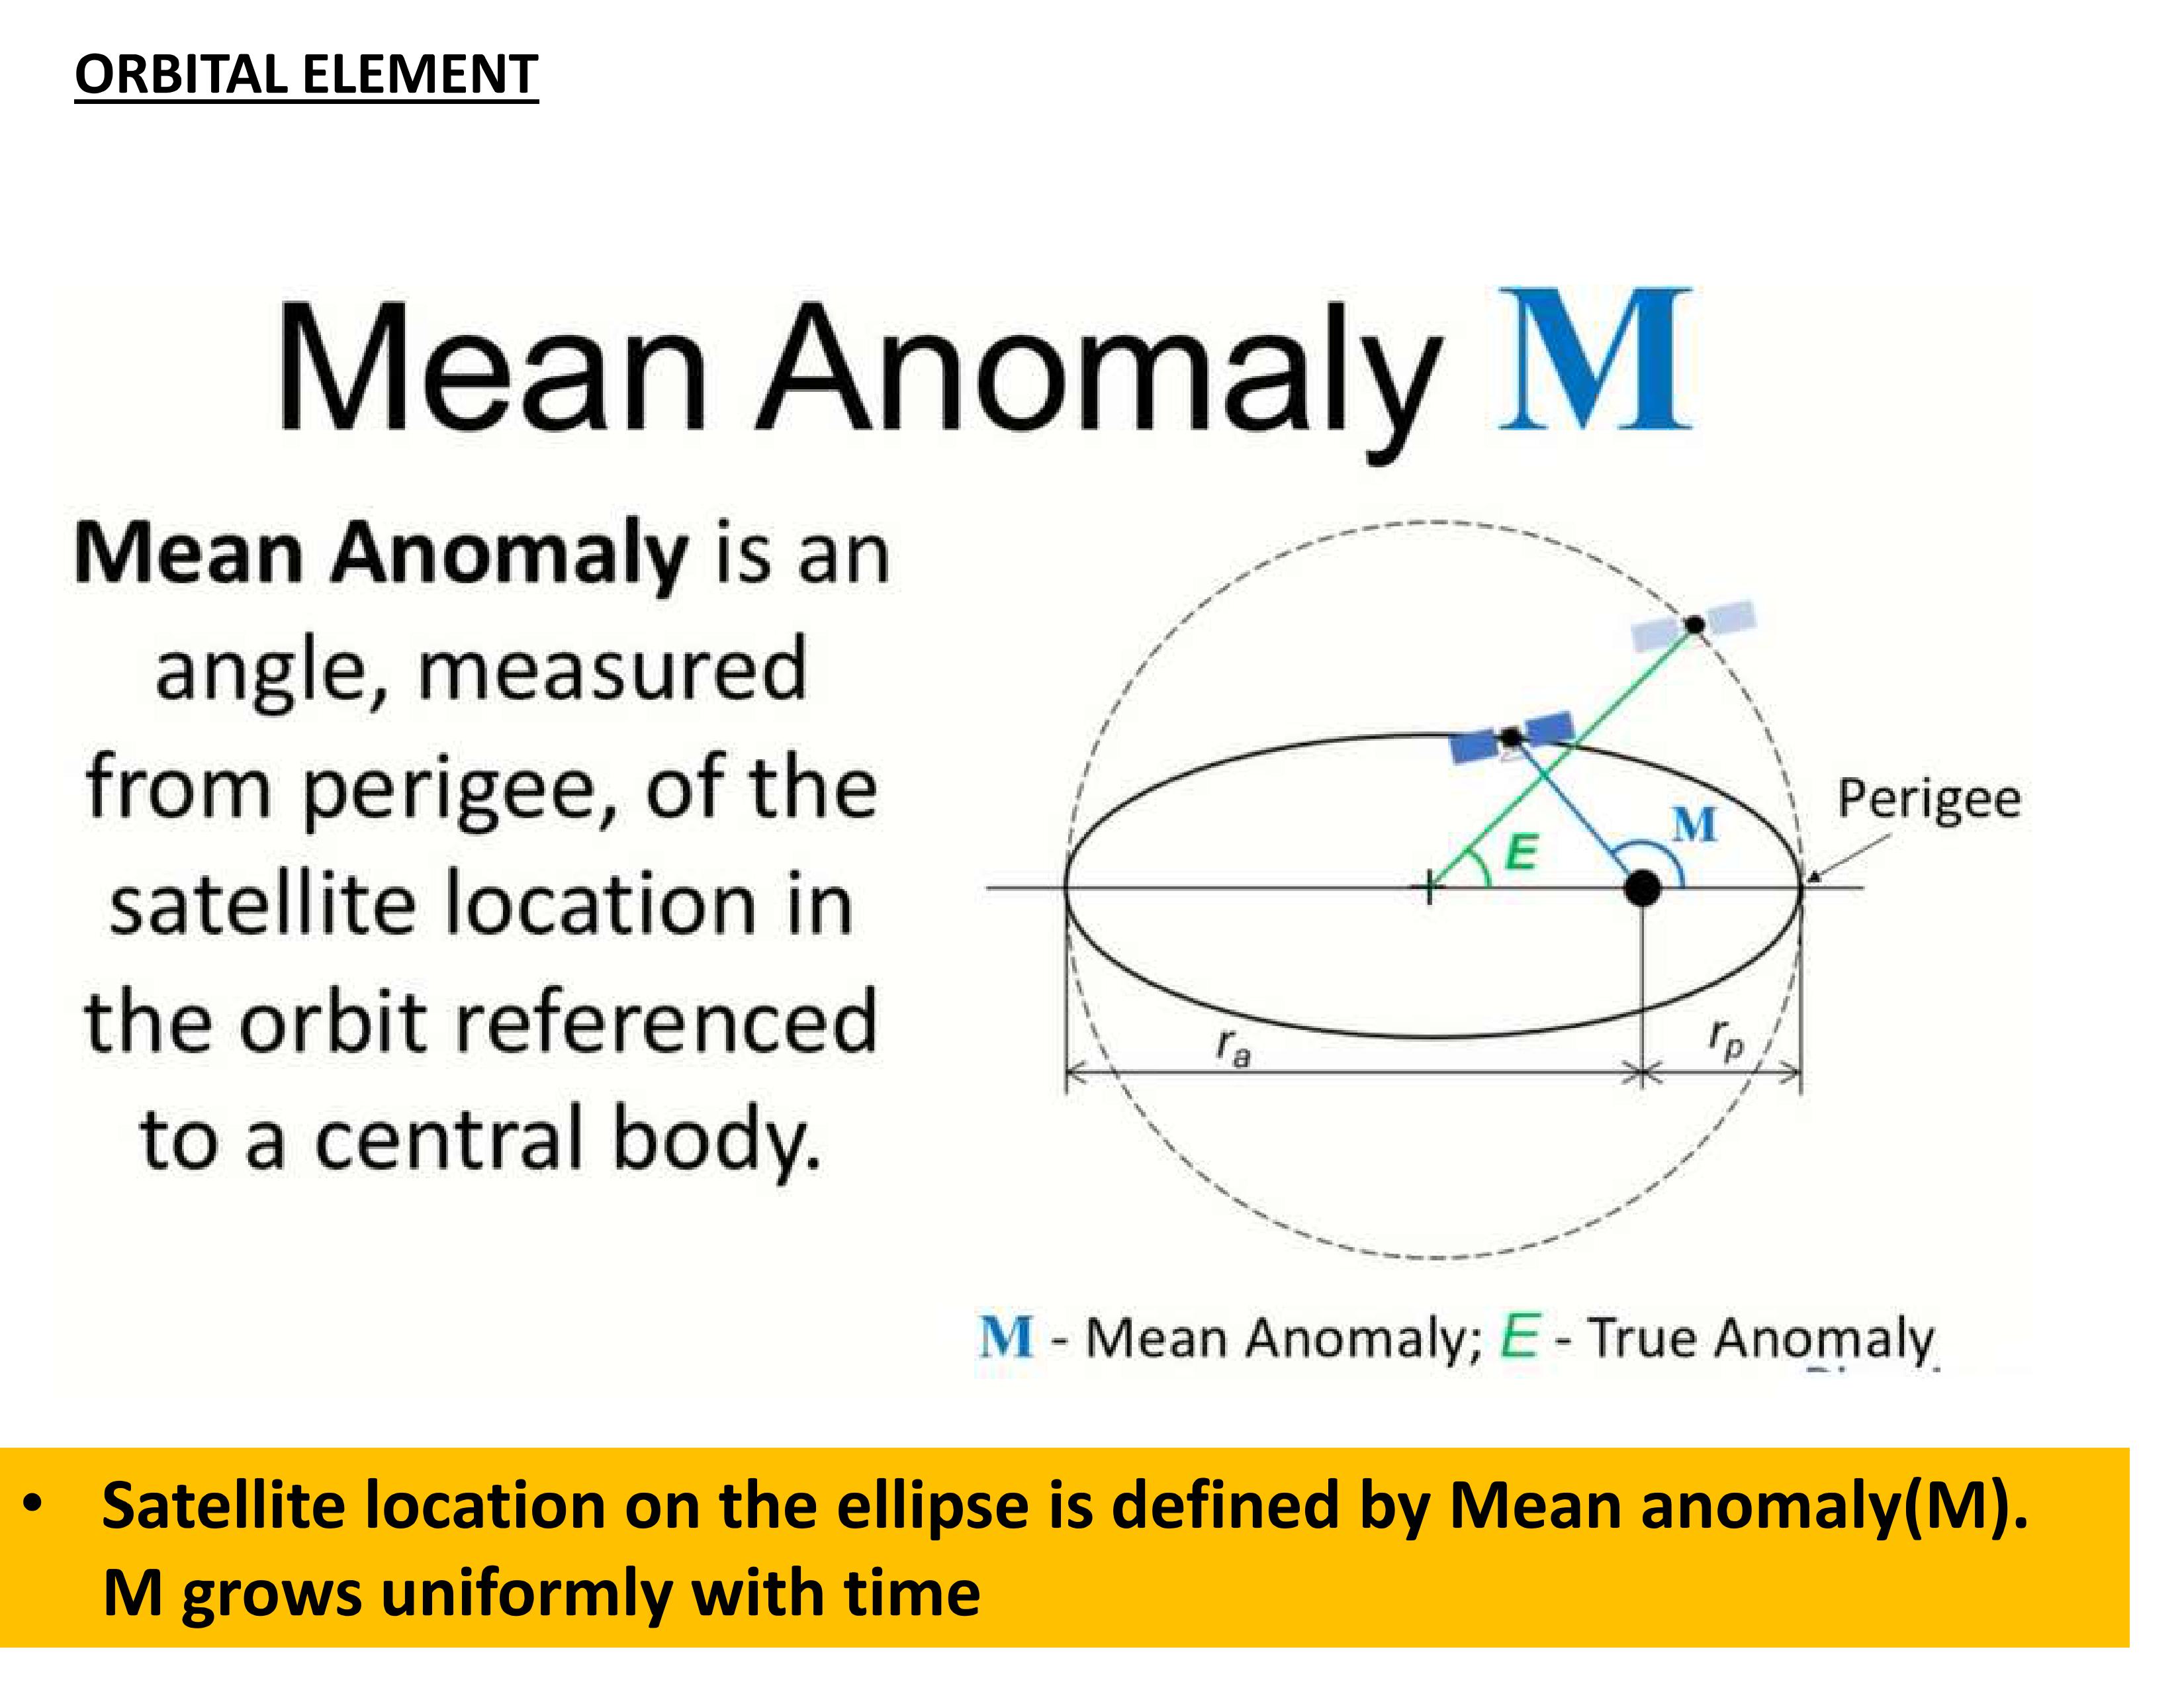 ORBITAL ELEMENT
Mean Anomaly M
Mean Anomaly is an
angle, measured
from perigee, of the
satellite location in
the orbit referenced
to a central body.
Perigee
M
E
ra
rp
M - Mean Anomaly; E - True Anomaly
• Satellite location on the ellipse is defined by Mean anomaly(M).
M grows uniformly with time